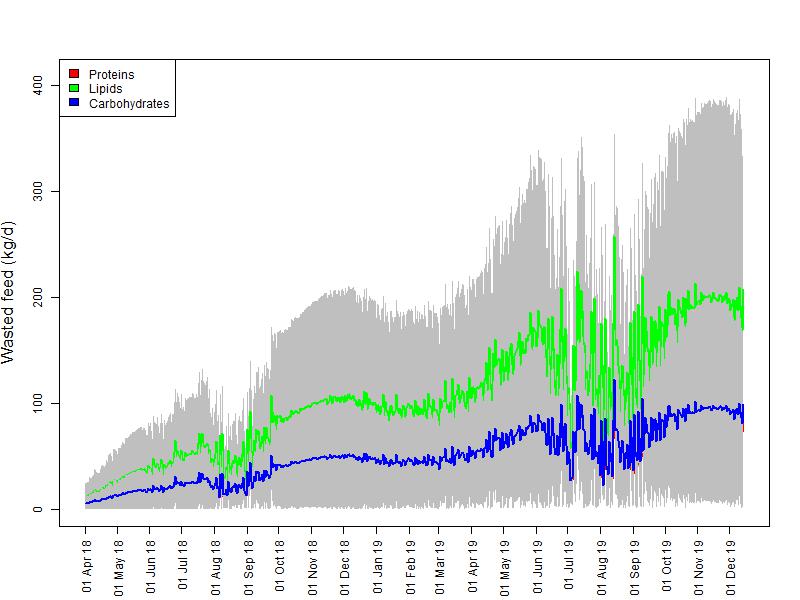 Proteins
Lipids
Carbohydrates
Wasted feed (kg/d)
400
300
200
100
0
01 Apr 18
01 May 18
01 Jun 18
01 Jul 18
01 Aug 18
01 Sep 18
01 Oct 18
01 Nov 18
01 Dec 18
01 Jan 19
01 Feb 19
01 Mar 19
01 Apr 19
01 May 19
01 Jun 19
01 Jul 19
01 Aug 19
01 Sep 19
01 Oct 19
01 Nov 19
01 Dec 19